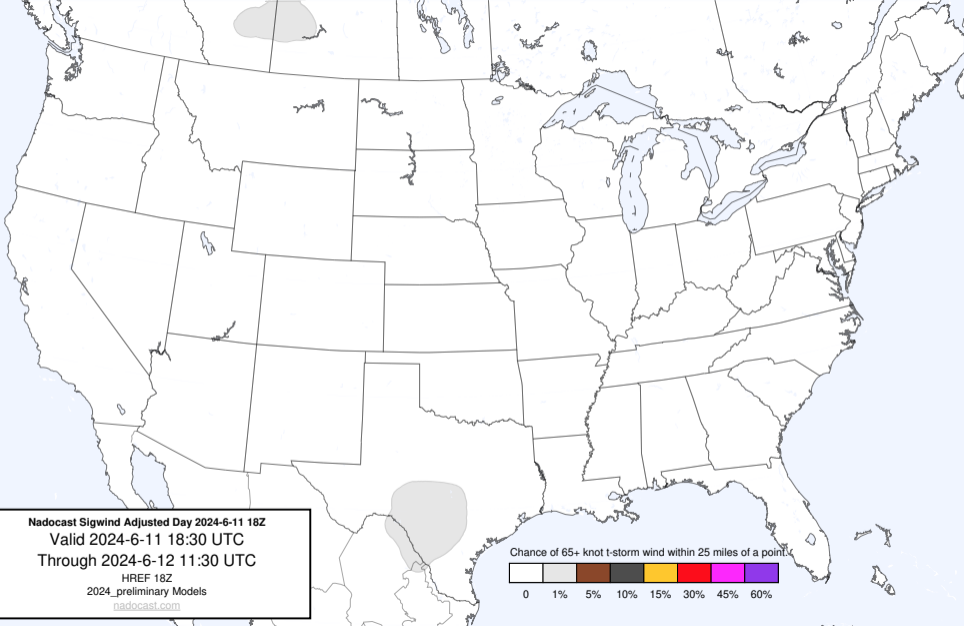 Nadocast Sigwind Adjusted Day 2024-6-11 18Z
Valid 2024-6-11 18:30 UTC
Through 2024-6-12 11:30 UTC
HREF 18Z
2024_preliminary Models
nadocast.com
Chance of 65+ knot t-storm wind within 25 miles of a point.
0 1% 5% 10% 15% 30% 45% 60%